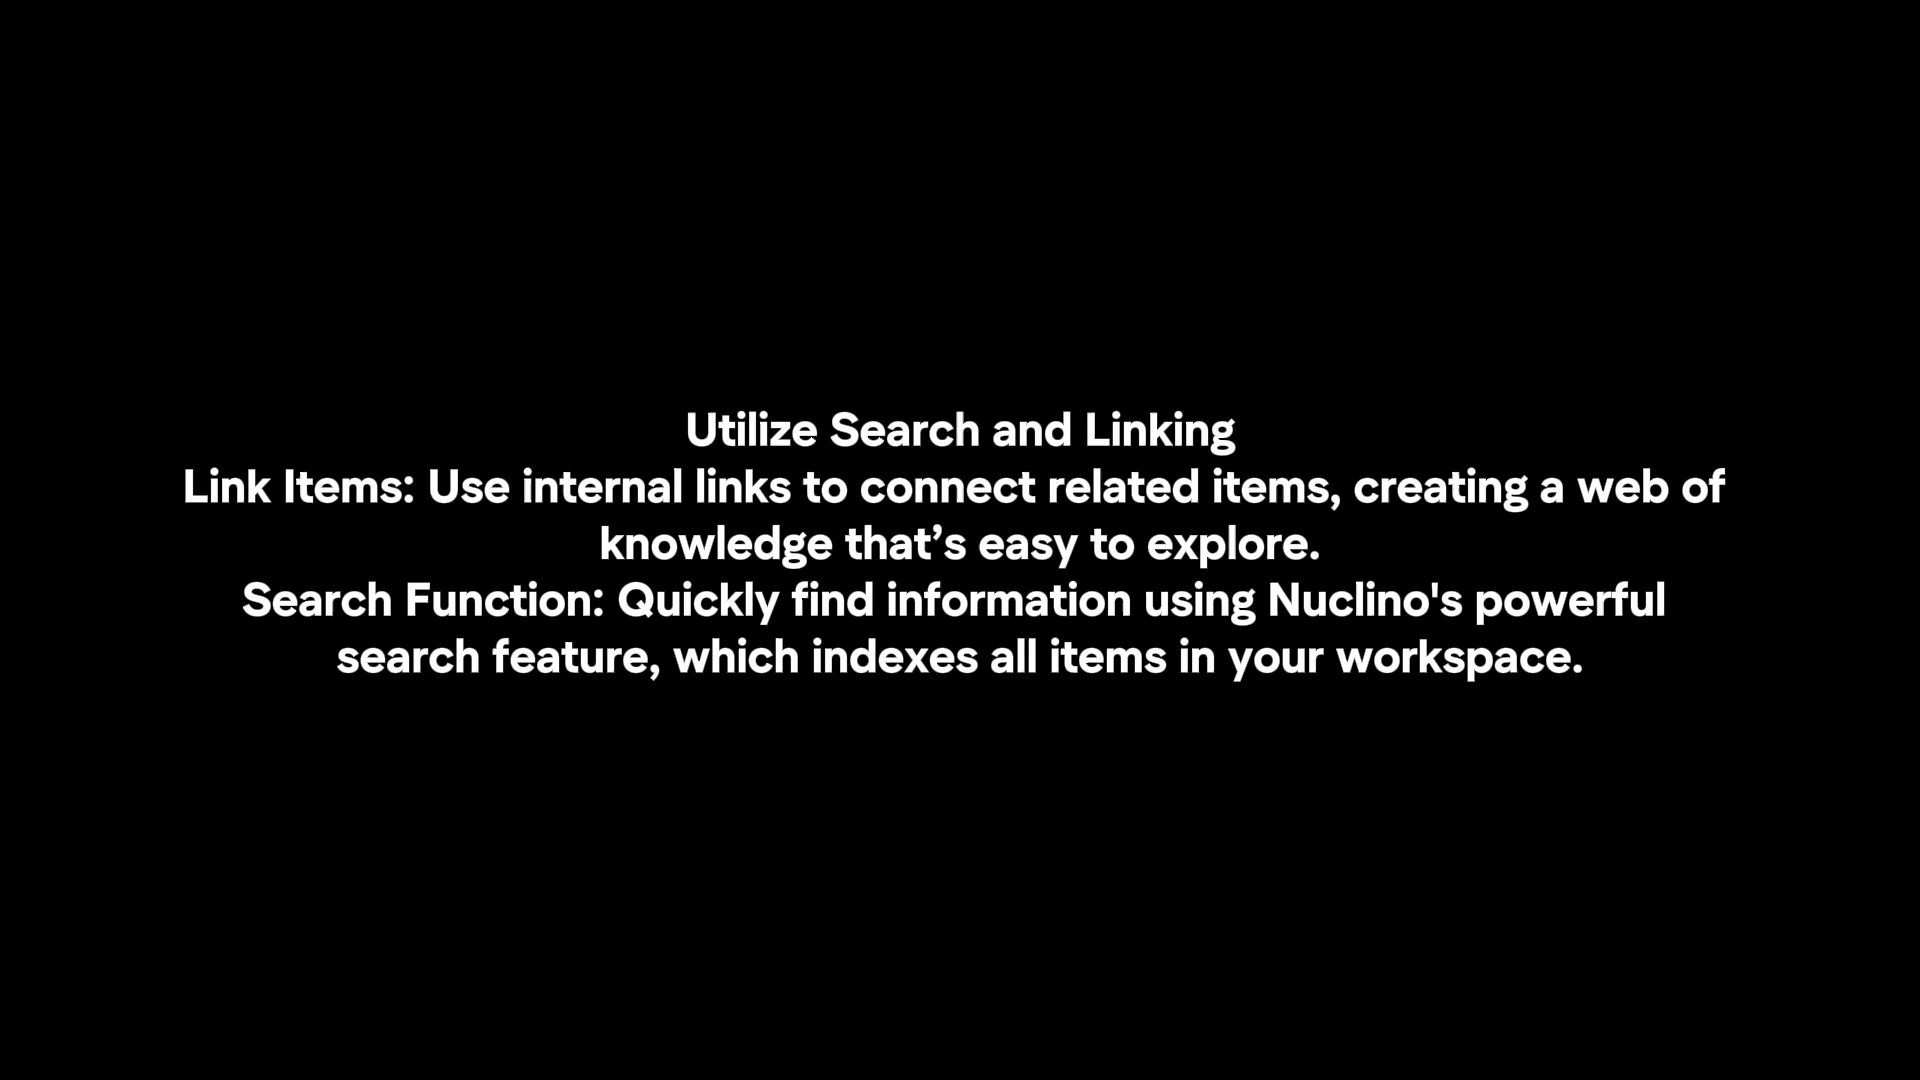 Utilize Search and Linking
Link Items: Use internal links to connect related items, creating a web of
knowledge that’s easy to explore.
Search Function: Quickly find information using Nuclino's powerful
search feature, which indexes all items in your workspace.